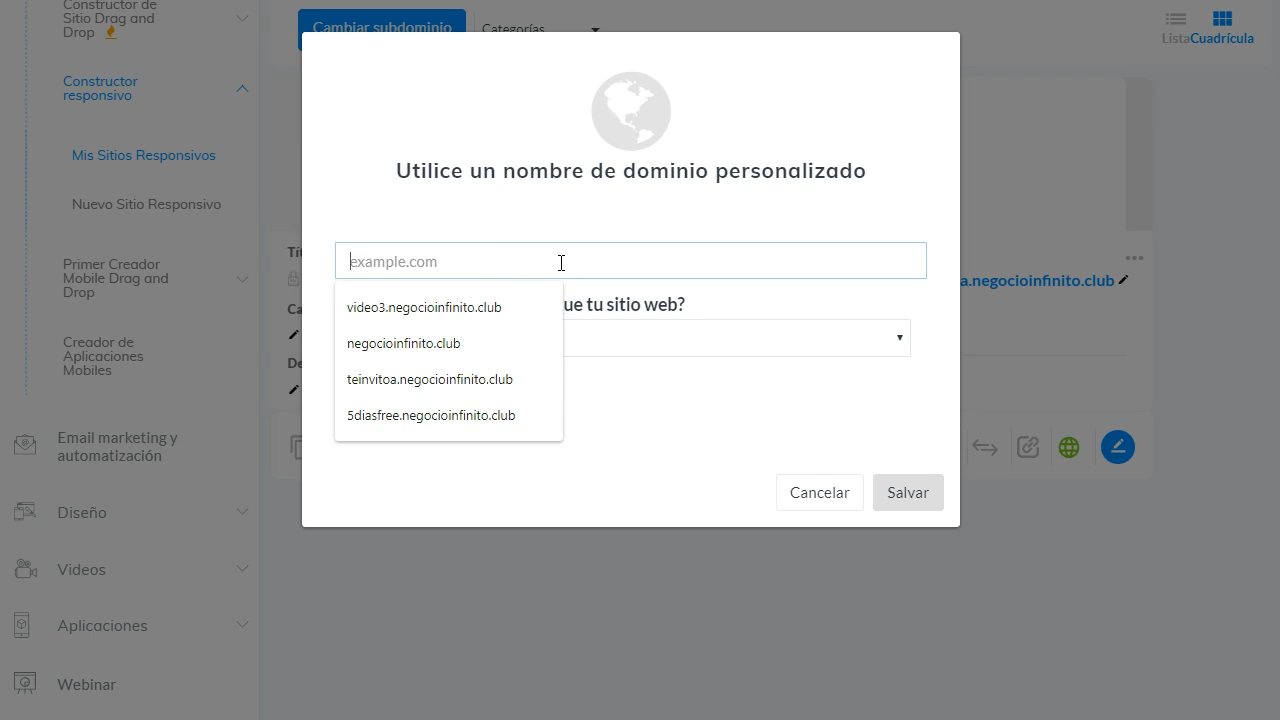 Constructor de
Sitio Drag and
Drop
Constructor
responsivo
Mis Sitios Responsivos
Nuevo Sitio Responsivo
Primer Creador
Mobile Drag and
Drop
Creador de
Aplicaciones
Mobiles
Email marketing y
automatización
Diseño
Videos
Aplicaciones
Webinar
Cambiar subdominio
Categorías
Lista
Cuadrícula
Utilice un nombre de dominio personalizado
example.com
video3.negocioinfinito.club
negocioinfinito.club
teinvitoa.negocioinfinito.club
5diasfree.negocioinfinito.club
ue tu sitio web?
Cancelar
Salvar
a.negocioinfinito.club
Ca
De